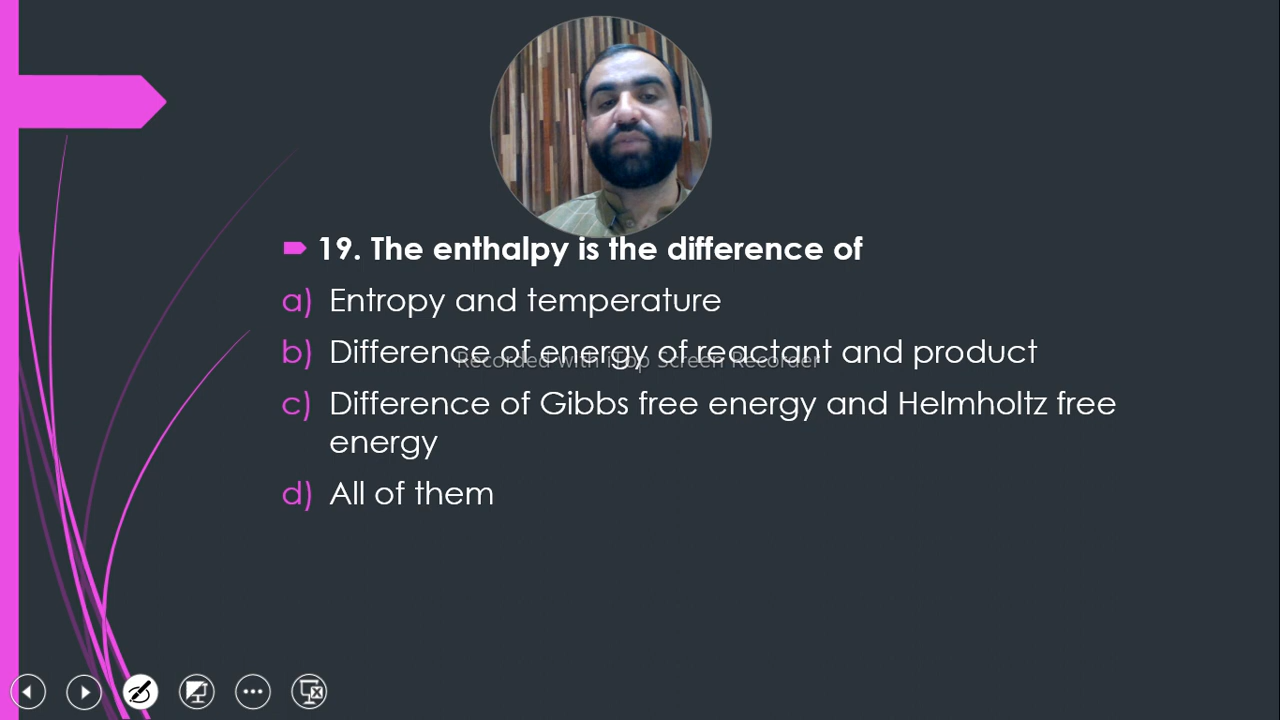 19. The enthalpy is the difference of
a) Entropy and temperature
b) Difference of energy of reactant and product
Recorded with iTop Screen Recorder
c) Difference of Gibbs free energy and Helmholtz free
energy
d) All of them